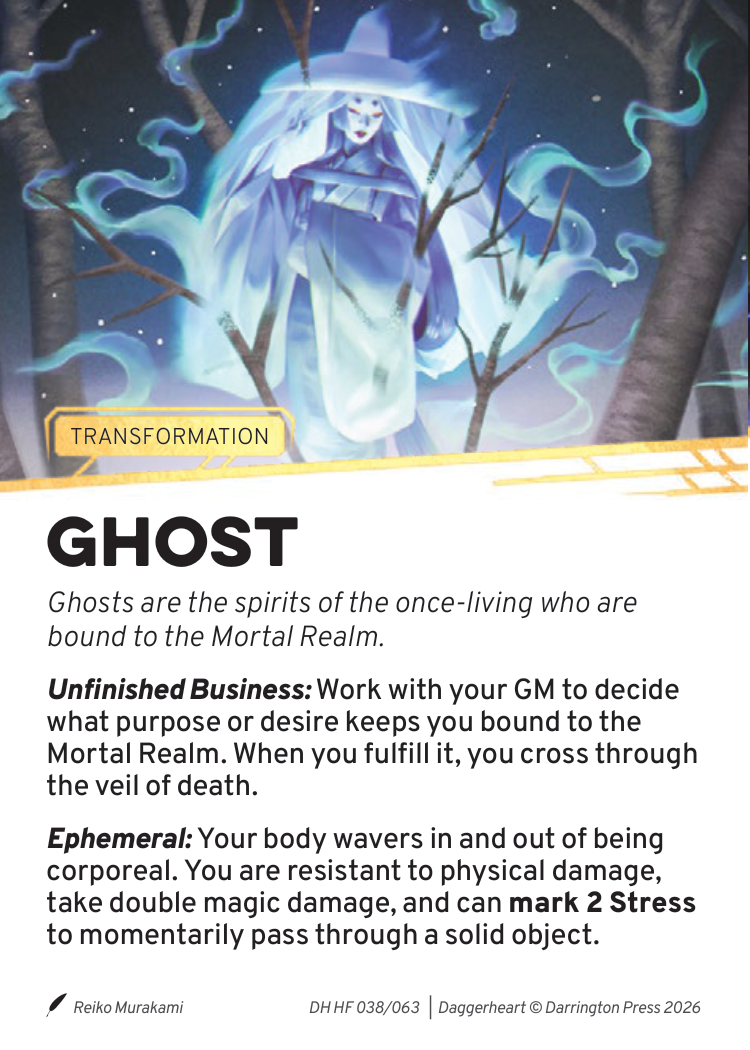 TRANSFORMATION
GHOST
Ghosts are the spirits of the once-living who are
bound to the Mortal Realm.
Unfinished Business: Work with your GM to decide
what purpose or desire keeps you bound to the
Mortal Realm. When you fulfill it, you cross through
the veil of death.
Ephemeral: Your body wavers in and out of being
corporeal. You are resistant to physical damage,
take double magic damage, and can mark 2 Stress
to momentarily pass through a solid object.
Reiko Murakami
DH HF 038/063 | Daggerheart © Darrington Press 2026